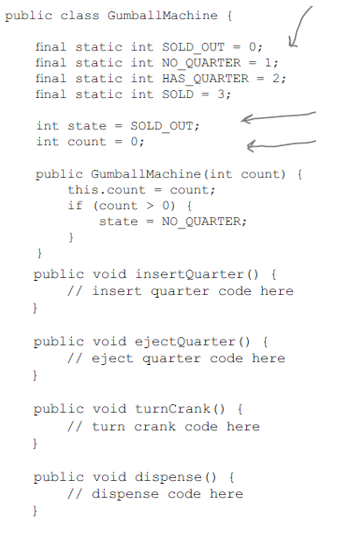 public class GumballMachine {
final static int SOLD_OUT = 0;
final static int NO_QUARTER = 1;
final static int HAS_QUARTER = 2;
final static int SOLD = 3;
int state = SOLD_OUT;
int count = 0;
public GumballMachine(int count) {
this.count = count;
if (count > 0) {
state = NO_QUARTER;
}
}
public void insertQuarter() {
// insert quarter code here
}
public void ejectQuarter() {
// eject quarter code here
}
public void turnCrank() {
// turn crank code here
}
public void dispense() {
// dispense code here
}